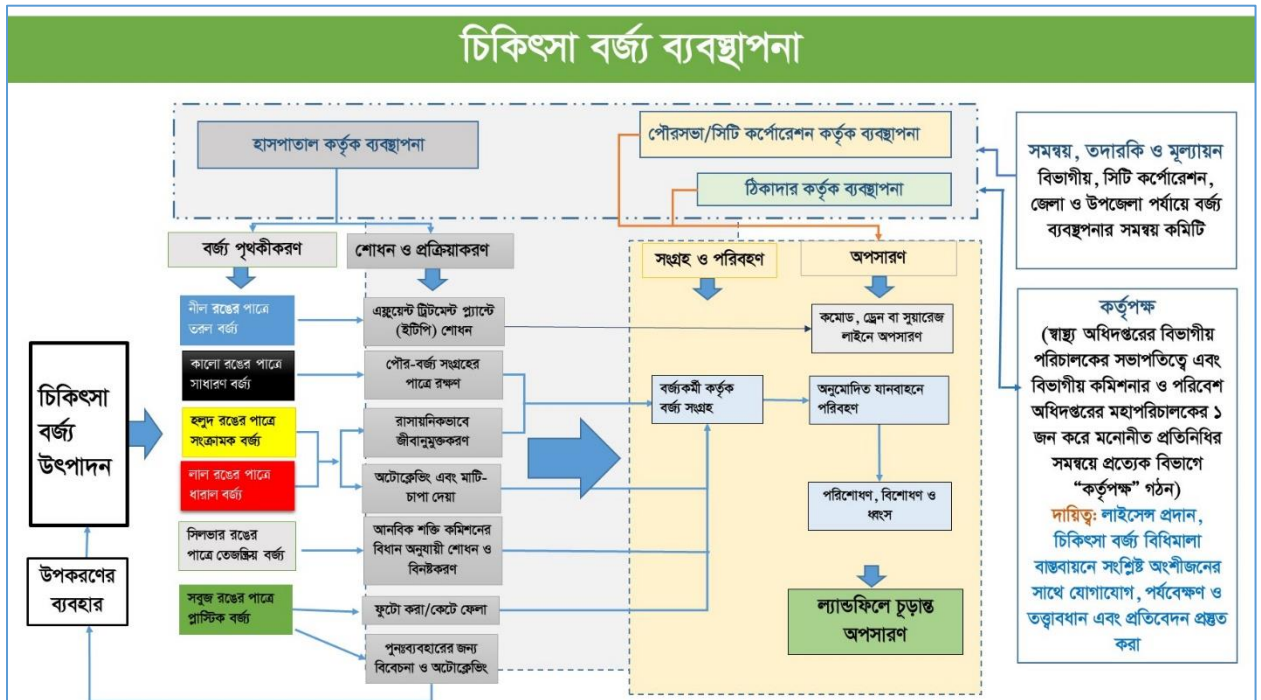 চিকিৎসা বর্জ্য ব্যবস্থাপনা
হাসপাতাল কর্তৃক ব্যবস্থাপনা
পৌরসভা/সিটি কর্পোরেশন কর্তৃক ব্যবস্থাপনা
ঠিকাদার কর্তৃক ব্যবস্থাপনা
সমন্বয়, তদারকি ও মূল্যায়ন
বিভাগীয়, সিটি কর্পোরেশন,
জেলা ও উপজেলা পর্যায়ে বর্জ্য
ব্যবস্থপনার সমন্বয় কমিটি
বর্জ্য পৃথকীকরণ
শোধন ও প্রক্রিয়াকরণ
সংগ্রহ ও পরিবহণ
অপসারণ
চিকিৎসা
বর্জ্য
উৎপাদন
উপকরণের
ব্যবহার
নীল রঙের পাত্রে
তরল বর্জ্য
কালো রঙের পাত্রে
সাধারণ বর্জ্য
হলুদ রঙের পাত্রে
সংক্রামক বর্জ্য
লাল রঙের পাত্রে
ধারাল বর্জ্য
সিলভার রঙের
পাত্রে তেজষ্ক্রিয় বর্জ্য
সবুজ রঙের পাত্রে
প্লাস্টিক বর্জ্য
এফ্লুয়েন্ট ট্রিটমেন্ট প্ল্যান্টে
(ইটিপি) শোধন
পৌর-বর্জ্য সংগ্রহের
পাত্রে রক্ষণ
রাসায়নিকভাবে
জীবানুমুক্তকরণ
অটোক্লেভিং এবং মাটি-
চাপা দেয়া
আনবিক শক্তি কমিশনের
বিধান অনুযায়ী শোধন ও
বিনষ্টকরণ
ফুটো করা/কেটে ফেলা
পুনঃব্যবহারের জন্য
বিবেচনা ও অটোক্লেভিং
বর্জ্যকর্মী কর্তৃক
বর্জ্য সংগ্রহ
কমোড, ড্রেন বা সুয়ারেজ
লাইনে অপসারণ
অনুমোদিত যানবাহনে
পরিবহণ
পরিশোধণ, বিশোধণ ও
ধ্বংস
ল্যান্ডফিলে চূড়ান্ত
অপসারণ
কর্তৃপক্ষ
(স্বাস্থ্য অধিদপ্তরের বিভাগীয়
পরিচালকের সভাপতিত্বে এবং
বিভাগীয় কমিশনার ও পরিবেশ
অধিদপ্তরের মহাপরিচালকের ১
জন করে মনোনীত প্রতিনিধির
সমন্বয়ে প্রত্যেক বিভাগে
“কর্তৃপক্ষ” গঠন)
দায়িত্ব: লাইসেন্স প্রদান,
চিকিৎসা বর্জ্য বিধিমালা
বাস্তবায়নে সংশ্লিষ্ট অংশীজনের
সাথে যোগাযোগ, পর্যবেক্ষণ ও
তত্ত্বাবধান এবং প্রতিবেদন প্রস্তুত
করা